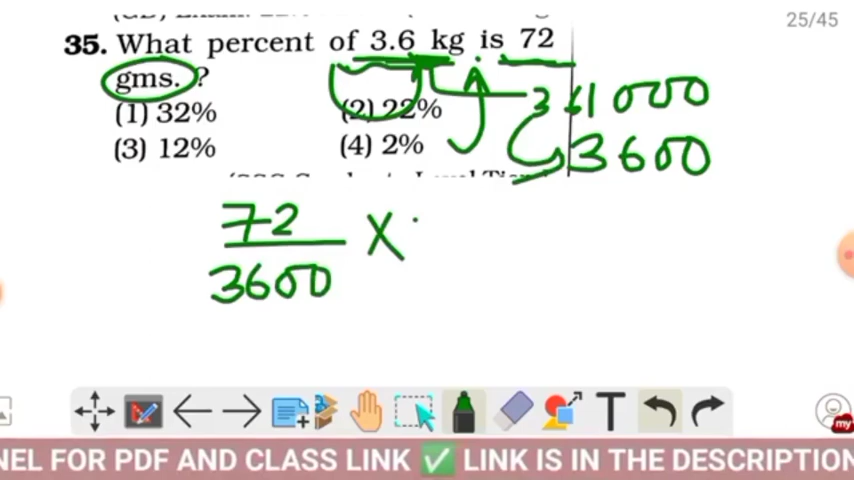 25/45
35. What percent of 3.6 kg is 72
gms. ?
(1) 32% (2) 22%
(3) 12% (4) 2%
1000
3600
72
3600 ×
T
my
NEL FOR PDF AND CLASS LINK ✅ LINK IS IN THE DESCRIPTION